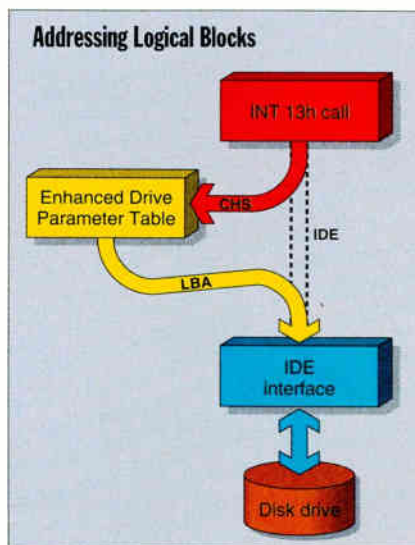 Addressing Logical Blocks
INT 13h call
CHS
Enhanced Drive
Parameter Table
IDE
LBA
IDE
interface
Disk drive